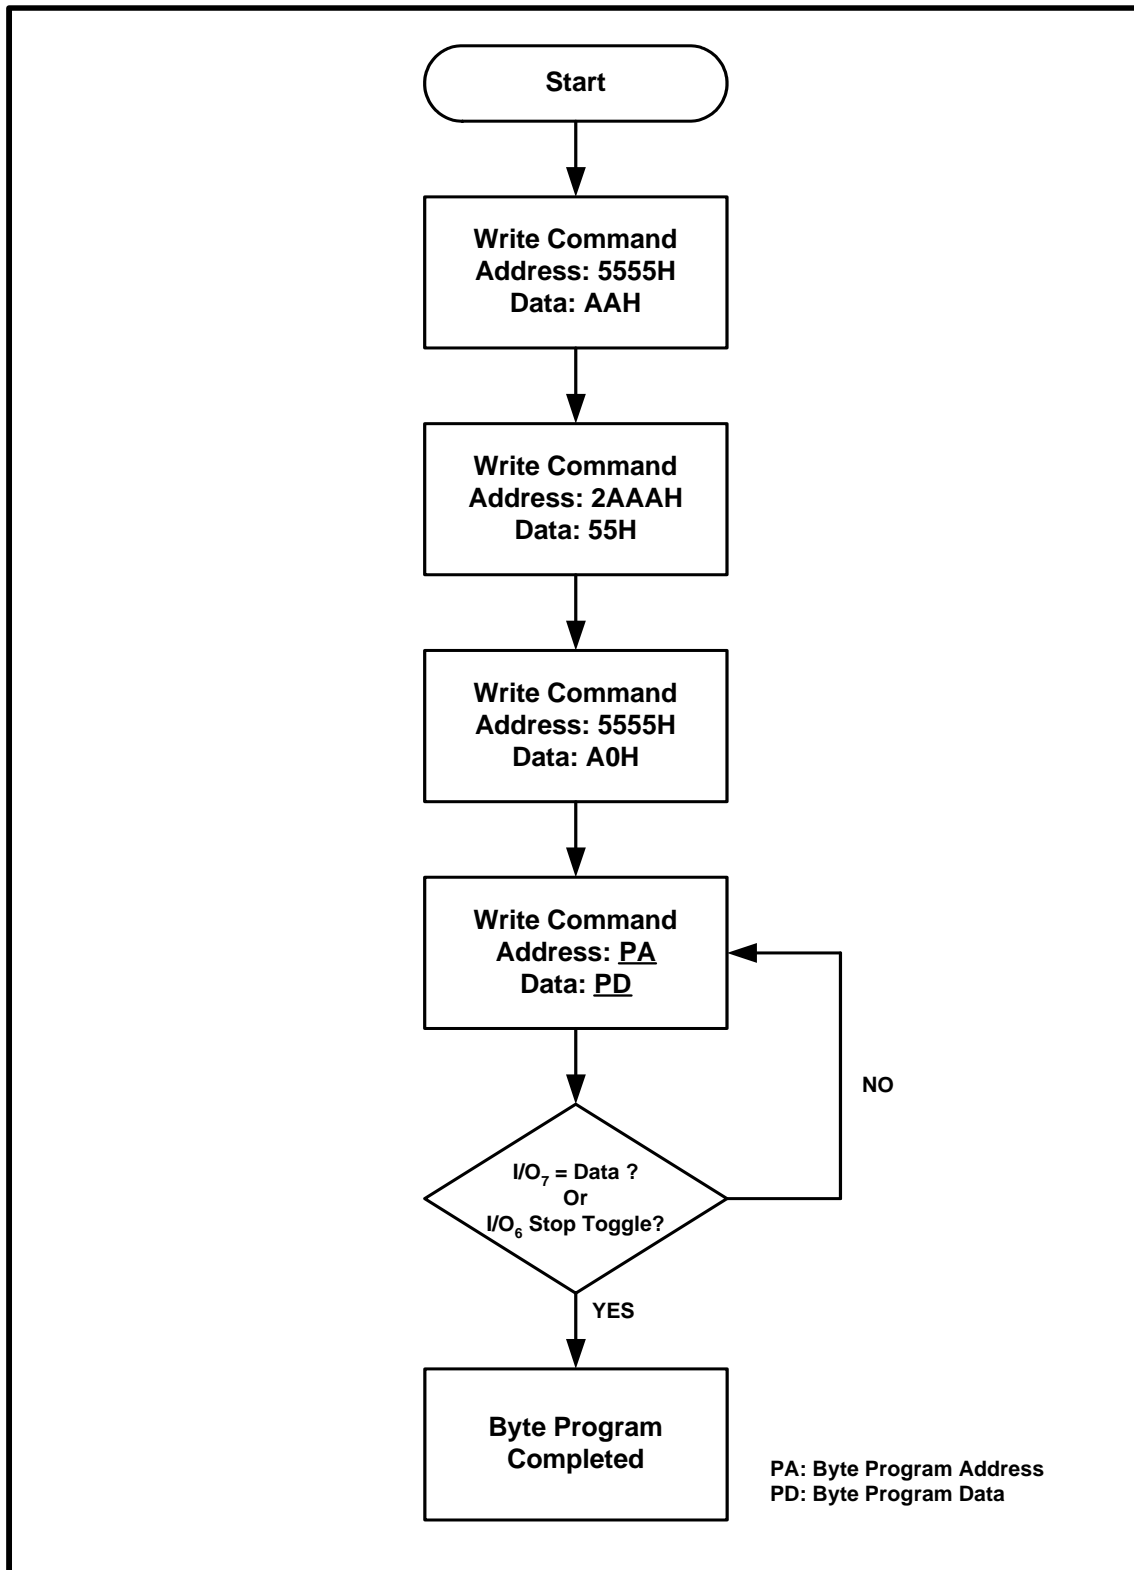 Start
Write Command
Address: 5555H
Data: AAH
Write Command
Address: 2AAAH
Data: 55H
Write Command
Address: 5555H
Data: A0H
Write Command
Address: PA
Data: PD
NO
I/O7 = Data ?
Or
I/O6 Stop Toggle?
YES
Byte Program
Completed
PA: Byte Program Address
PD: Byte Program Data